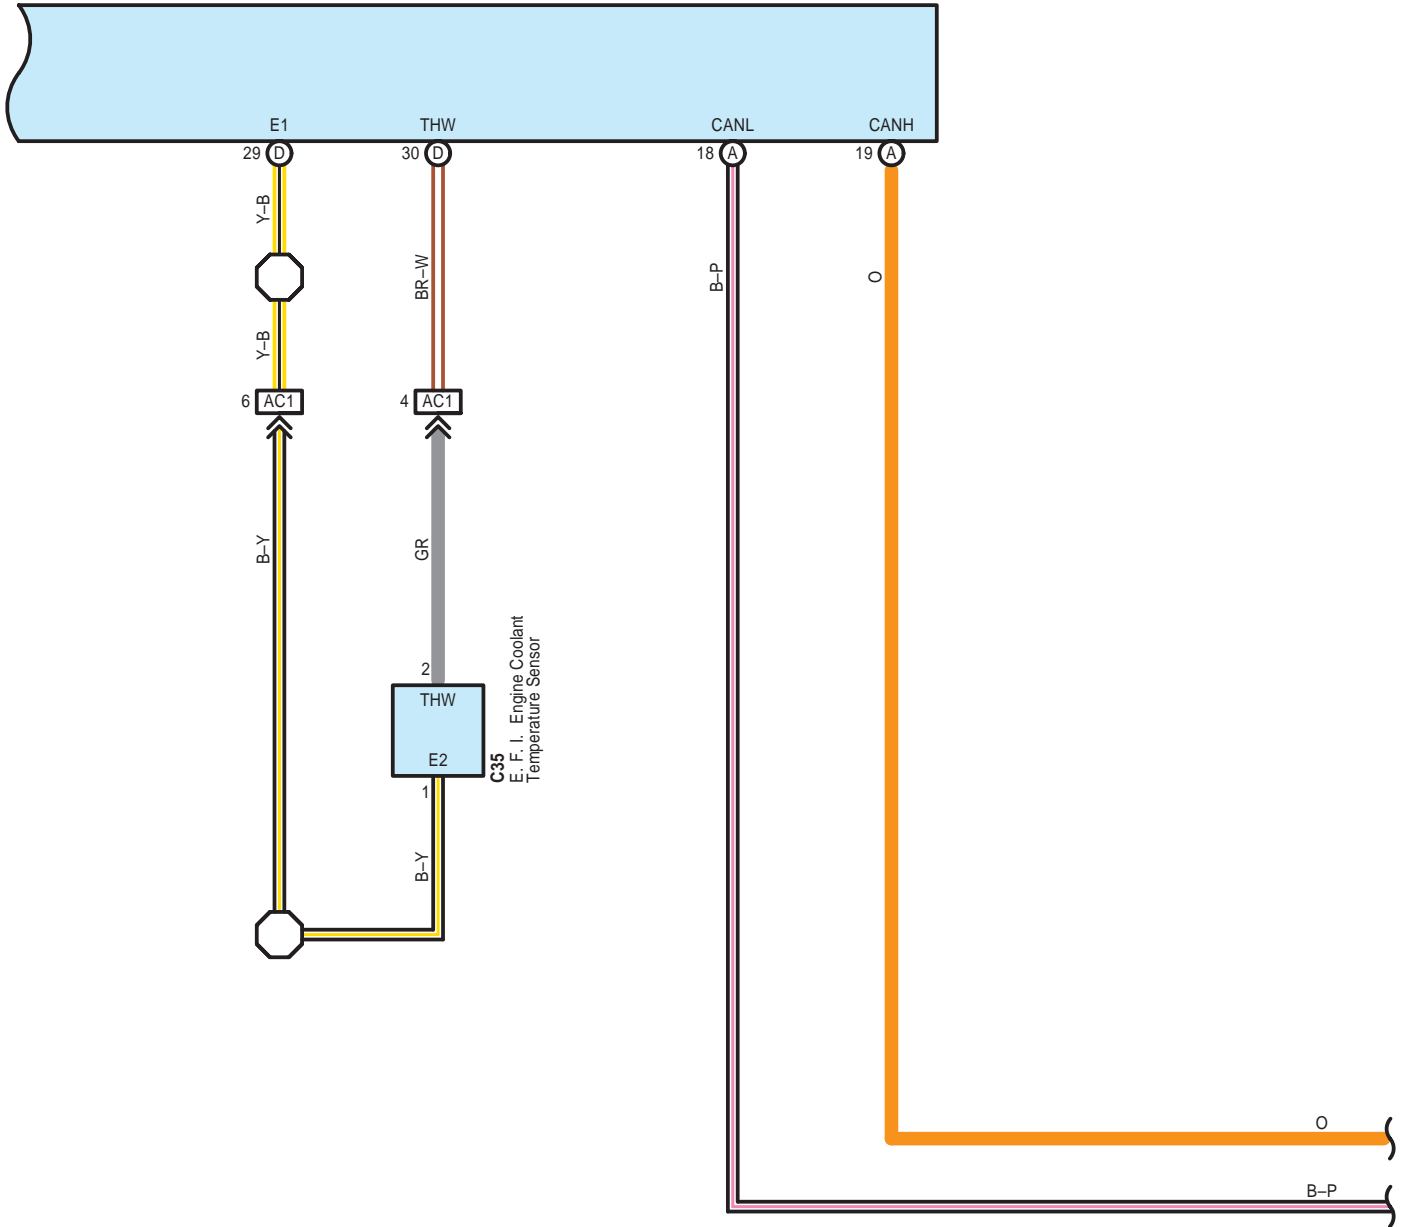 E1
THW
CANL
CANH
29 D
30 D
18 A
19 A
Y–B
BR–W
B–P
O
Y–B
6 AC1
4 AC1
B–Y
GR
2
THW
E2
1
C35
E. F. I. Engine Coolant
Temperature Sensor
B–Y
O
B–P